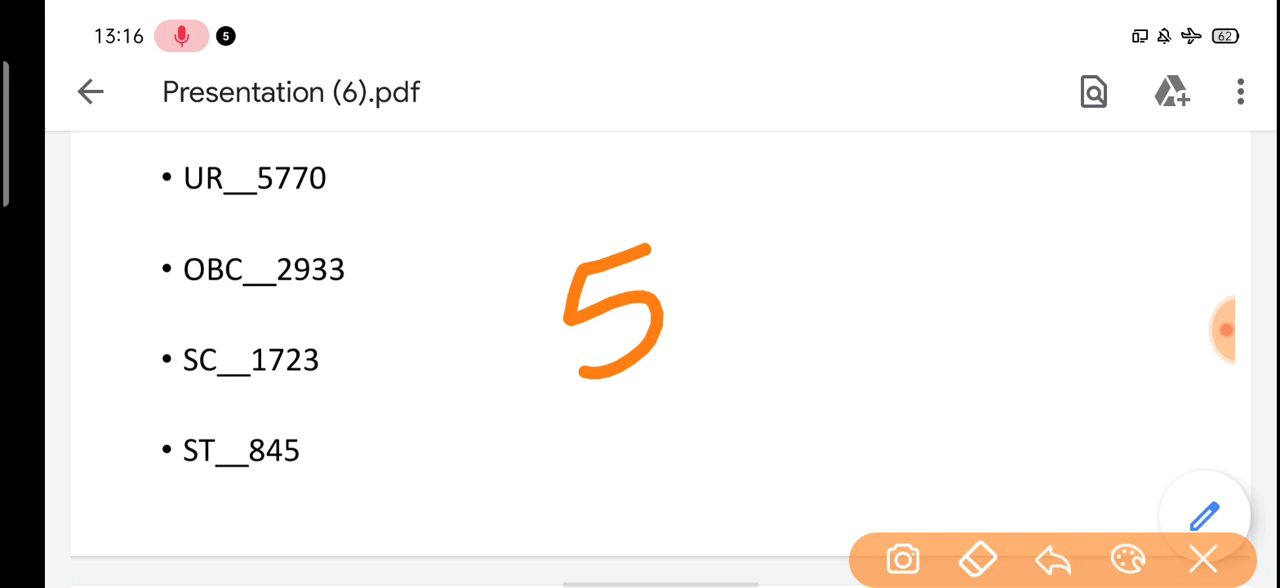 13:16 5 62
Presentation (6).pdf
• UR__5770
• OBC__2933
5
• SC__1723
• ST__845